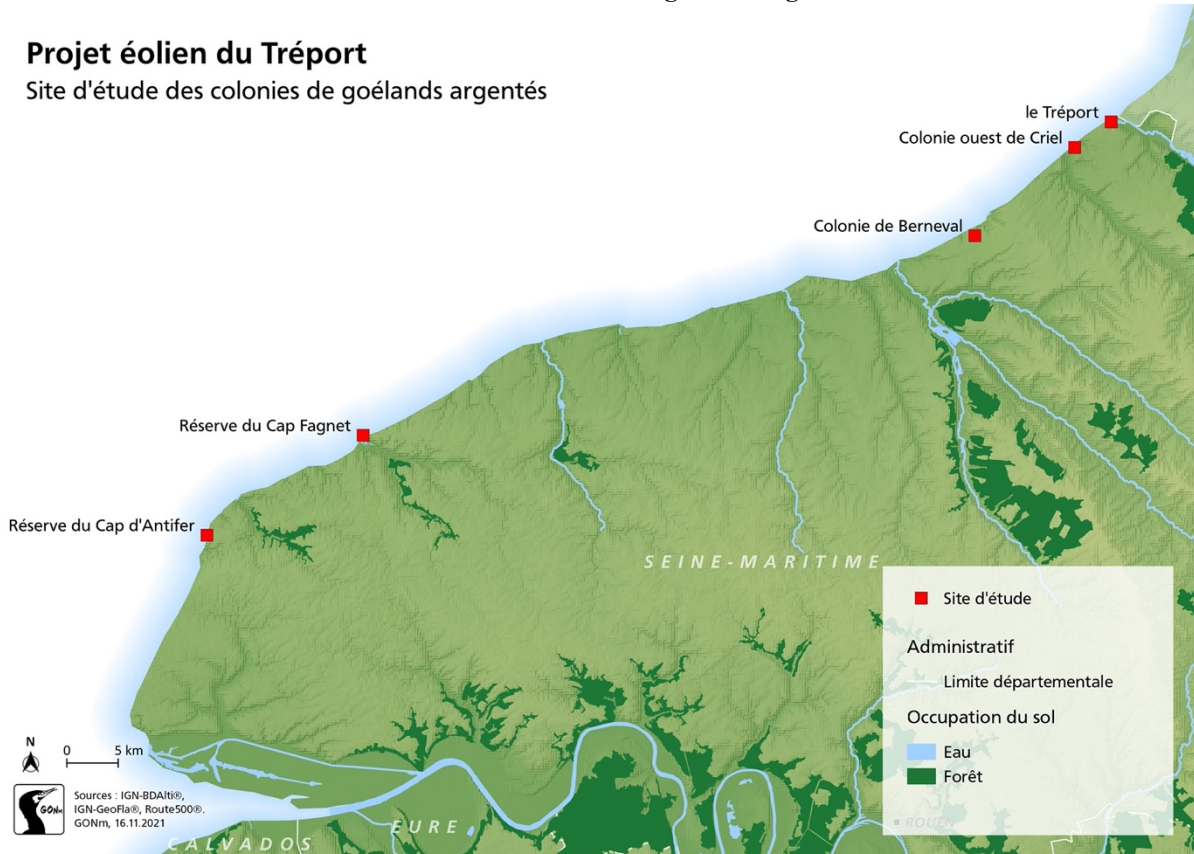 Projet éolien du Tréport
Site d'étude des colonies de goélands argentés
le Tréport
Colonie ouest de Criel
Colonie de Berneval
Réserve du Cap Fagnet
Réserve du Cap d'Antifer
SEINE-MARITIME
Site d'étude
Administratif
Limite départementale
Occupation du sol
Eau
Forêt
ROUEN
N
0 5 km
GONm
Sources : IGN-BDAlti®,
IGN-GeoFla®, Route500®.
GONm, 16.11.2021
EURE
CALVADOS